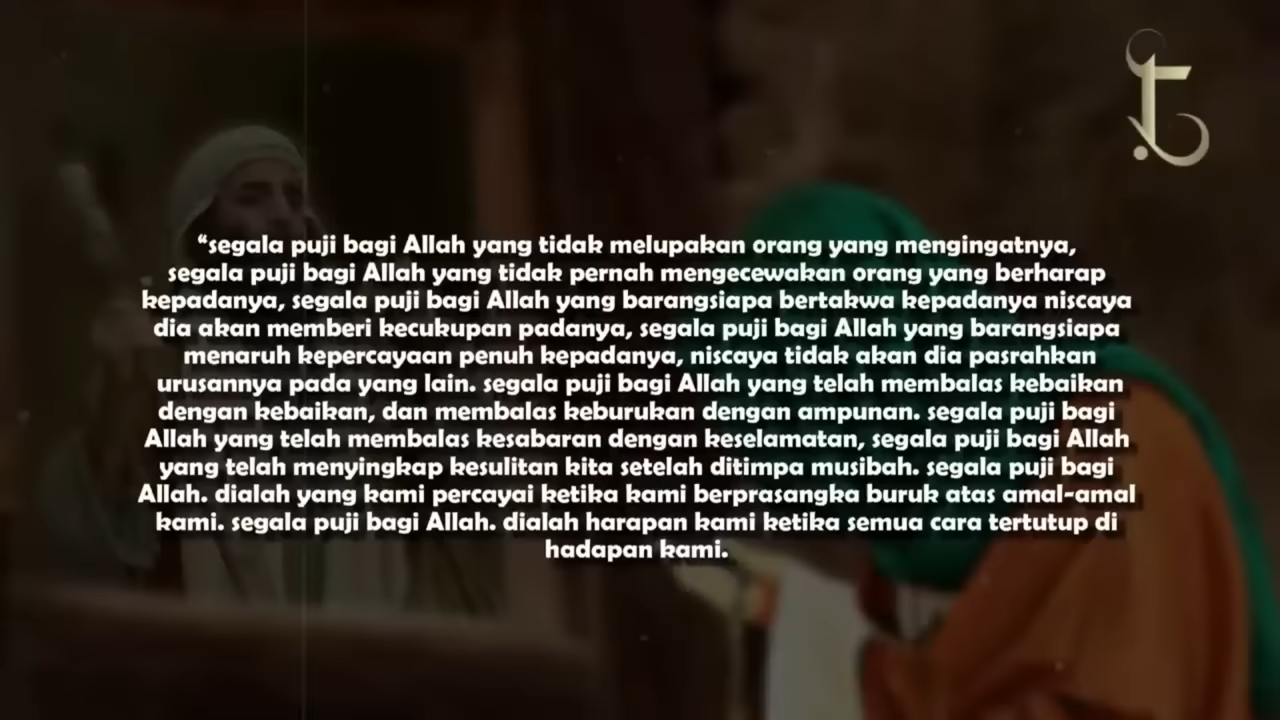 “segala puji bagi Allah yang tidak melupakan orang yang mengingatnya,
segala puji bagi Allah yang tidak pernah mengecewakan orang yang berharap
kepadanya, segala puji bagi Allah yang barangsiapa bertakwa kepadanya niscaya
dia akan memberi kecukupan padanya, segala puji bagi Allah yang barangsiapa
menaruh kepercayaan penuh kepadanya, niscaya tidak akan dia pasrahkan
urusannya pada yang lain. segala puji bagi Allah yang telah membalas kebaikan
dengan kebaikan, dan membalas keburukan dengan ampunan. segala puji bagi
Allah yang telah membalas kesabaran dengan keselamatan, segala puji bagi Allah
yang telah menyingkap kesulitan kita setelah ditimpa musibah. segala puji bagi
Allah. dialah yang kami percayai ketika kami berprasangka buruk atas amal-amal
kami. segala puji bagi Allah. dialah harapan kami ketika semua cara tertutup di
hadapan kami.